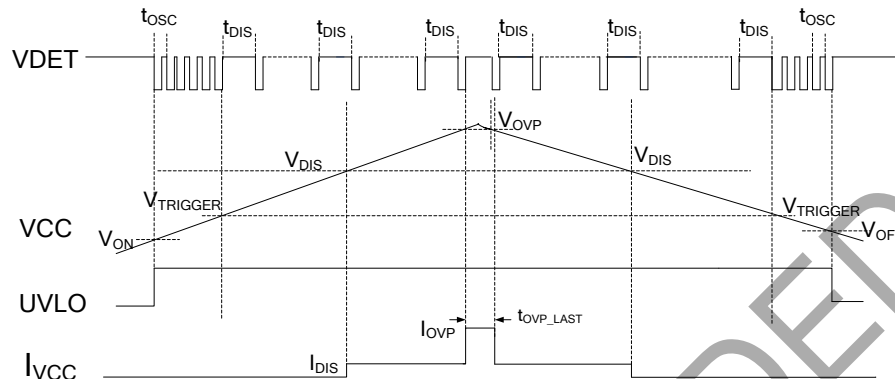 tOSC tDIS tDIS tDIS tDIS tDIS tDIS tOSC
VDET
VOVP
VDIS VDIS
VTRIGGER VTRIGGER
VCC
VON VOF
UVLO
IOVP tOVP_LAST
IDIS
IVCC